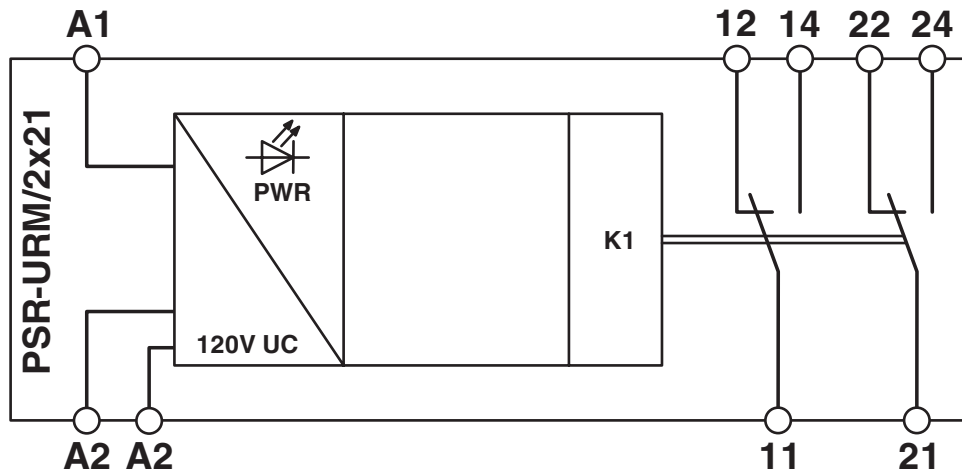 A1
12 14 22 24
PSR-URM/2x21
PWR
K1
120V UC
A2 A2
11
21